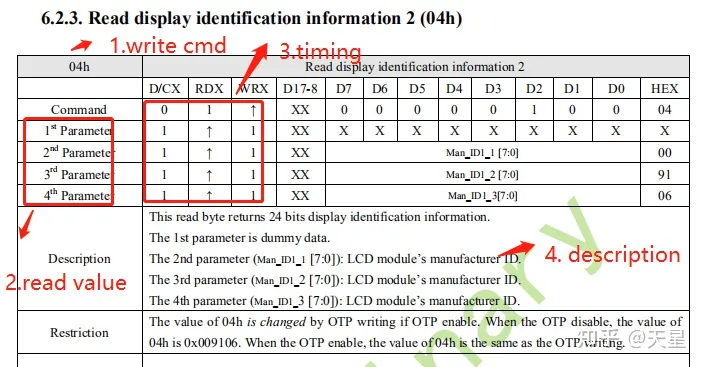 6.2.3. Read display identification information 2 (04h)
1.write cmd
3.timing
04h Read display identification information 2
D/CX RDX WRX D17-8 D7 D6 D5 D4 D3 D2 D1 D0 HEX
Command 0 1 ↑ XX 0 0 0 0 0 1 0 0 04
1st Parameter 1 ↑ 1 XX X X X X X X X X X
2nd Parameter 1 ↑ 1 XX Man_ID1_1 [7:0] 00
3rd Parameter 1 ↑ 1 XX Man_ID1_2 [7:0] 91
4th Parameter 1 ↑ 1 XX Man_ID1_3[7:0] 06
This read byte returns 24 bits display identification information.
The 1st parameter is dummy data.
Description The 2nd parameter (Man_ID1_1 [7:0]): LCD module's manufacturer ID.
4. description
2.read value
The 3rd parameter (Man_ID1_2 [7:0]): LCD module's manufacturer ID.
The 4th parameter (Man_ID1_3 [7:0]): LCD module's manufacturer ID.
Restriction The value of 04h is changed by OTP writing if OTP enable. When the OTP disable, the value of
04h is 0x009106. When the OTP enable, the value of 04h is the same as the OTP writing.
知乎 @天星